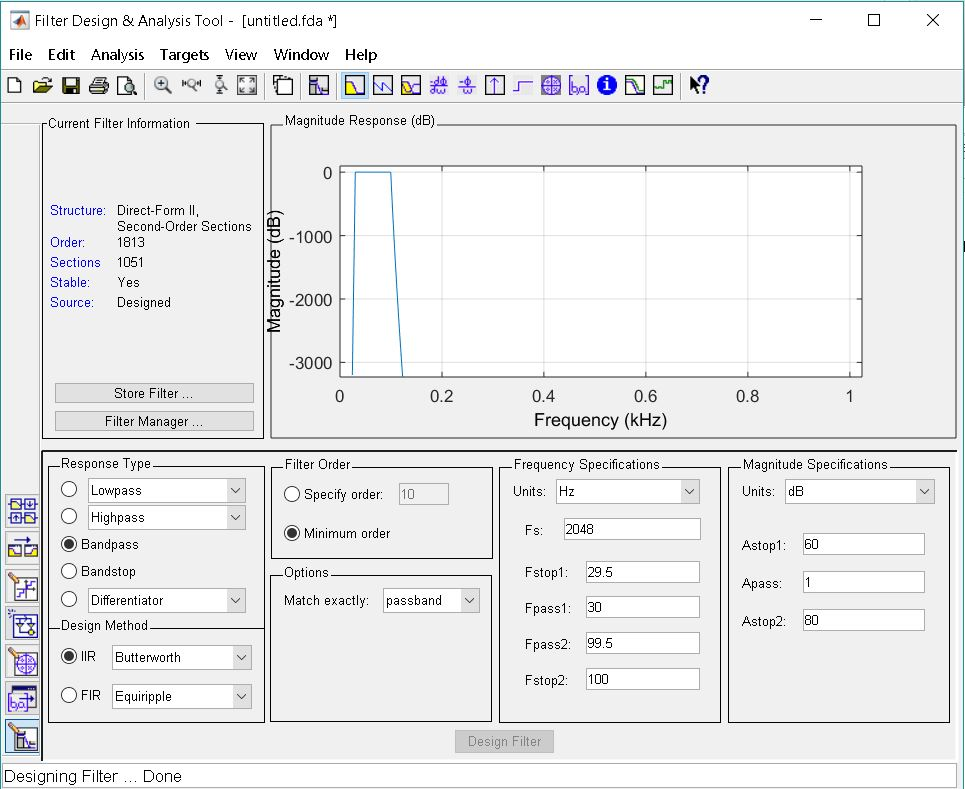 Filter Design & Analysis Tool - [untitled.fda *]
File Edit Analysis Targets View Window Help
Current Filter Information
Structure: Direct-Form II,
Second-Order Sections
Order: 1813
Sections 1051
Stable: Yes
Source: Designed
Store Filter ...
Filter Manager ...
Magnitude Response (dB)
Magnitude (dB)
0
-1000
-2000
-3000
0 0.2 0.4 0.6 0.8 1
Frequency (kHz)
Response Type
Lowpass
Highpass
Bandpass
Bandstop
Differentiator
Design Method
IIR Butterworth
FIR Equiripple
Filter Order
Specify order: 10
Minimum order
Options
Match exactly: passband
Frequency Specifications
Units: Hz
Fs: 2048
Fstop1: 29.5
Fpass1: 30
Fpass2: 99.5
Fstop2: 100
Magnitude Specifications
Units: dB
Astop1: 60
Apass: 1
Astop2: 80
Design Filter
Designing Filter ... Done